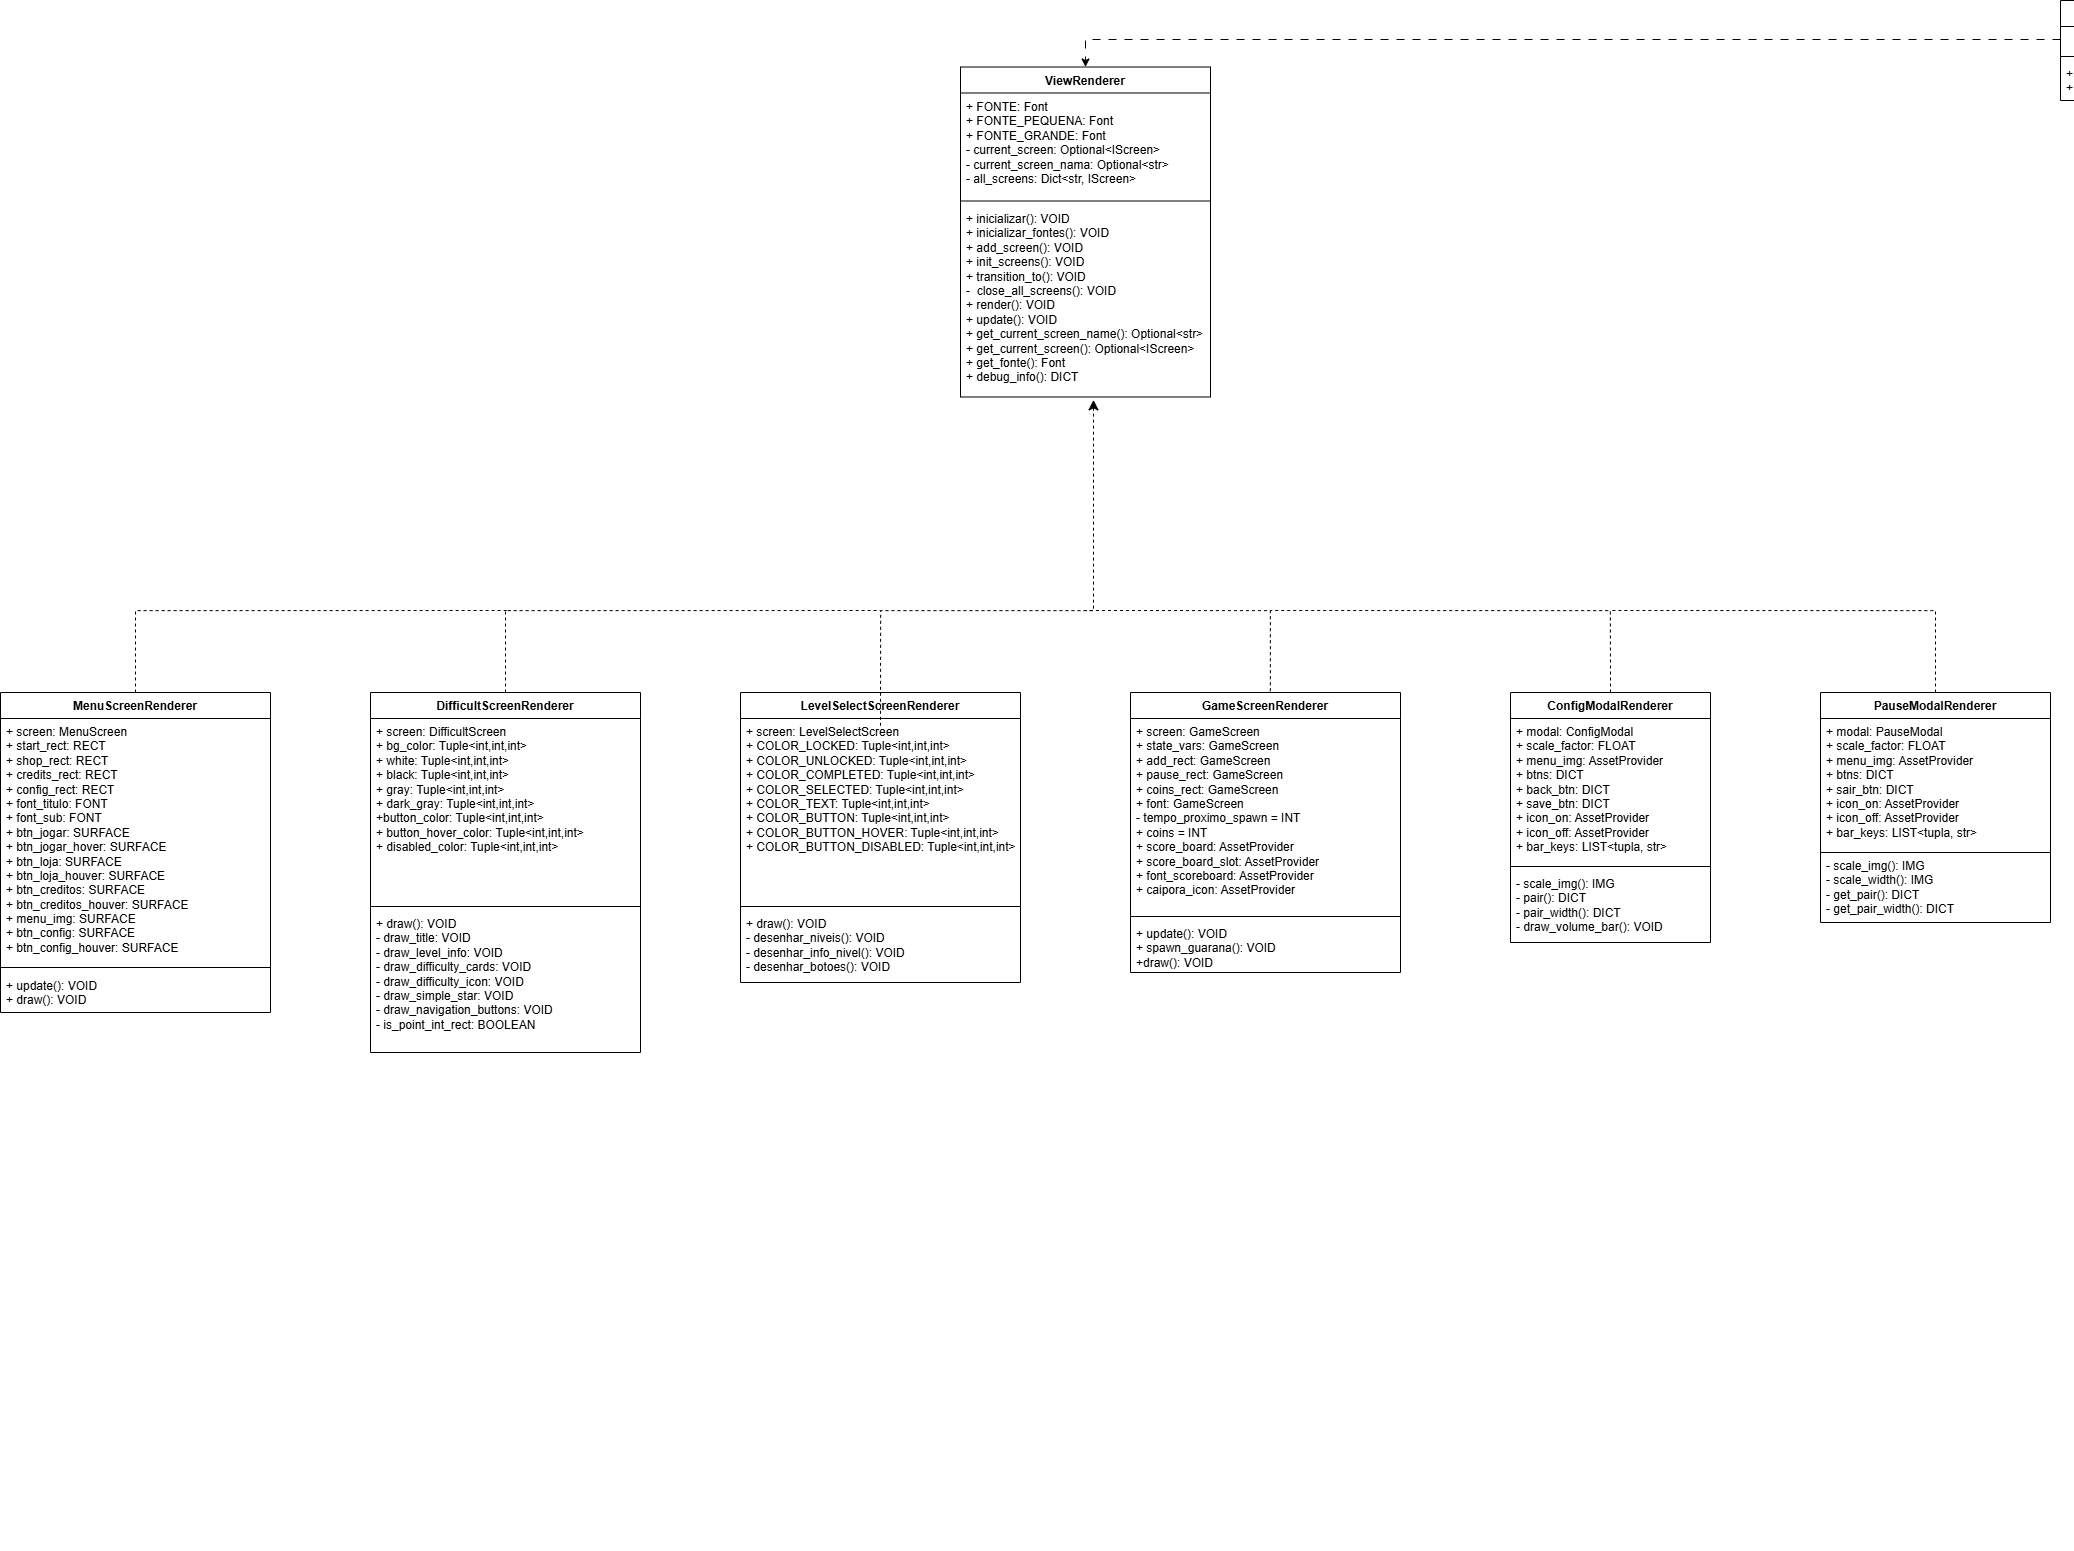 +
+
ViewRenderer
+ FONTE: Font
+ FONTE_PEQUENA: Font
+ FONTE_GRANDE: Font
- current_screen: Optional<IScreen>
- current_screen_nama: Optional<str>
- all_screens: Dict<str, IScreen>
+ inicializar(): VOID
+ inicializar_fontes(): VOID
+ add_screen(): VOID
+ init_screens(): VOID
+ transition_to(): VOID
-  close_all_screens(): VOID
+ render(): VOID
+ update(): VOID
+ get_current_screen_name(): Optional<str>
+ get_current_screen(): Optional<IScreen>
+ get_fonte(): Font
+ debug_info(): DICT
MenuScreenRenderer
+ screen: MenuScreen
+ start_rect: RECT
+ shop_rect: RECT
+ credits_rect: RECT
+ config_rect: RECT
+ font_titulo: FONT
+ font_sub: FONT
+ btn_jogar: SURFACE
+ btn_jogar_hover: SURFACE
+ btn_loja: SURFACE
+ btn_loja_houver: SURFACE
+ btn_creditos: SURFACE
+ btn_creditos_houver: SURFACE
+ menu_img: SURFACE
+ btn_config: SURFACE
+ btn_config_houver: SURFACE
+ update(): VOID
+ draw(): VOID
DifficultScreenRenderer
+ screen: DifficultScreen
+ bg_color: Tuple<int,int,int>
+ white: Tuple<int,int,int>
+ black: Tuple<int,int,int>
+ gray: Tuple<int,int,int>
+ dark_gray: Tuple<int,int,int>
+button_color: Tuple<int,int,int>
+ button_hover_color: Tuple<int,int,int>
+ disabled_color: Tuple<int,int,int>
+ draw(): VOID
- draw_title: VOID
- draw_level_info: VOID
- draw_difficulty_cards: VOID
- draw_difficulty_icon: VOID
- draw_simple_star: VOID
- draw_navigation_buttons: VOID
- is_point_int_rect: BOOLEAN
LevelSelectScreenRenderer
+ screen: LevelSelectScreen
+ COLOR_LOCKED: Tuple<int,int,int>
+ COLOR_UNLOCKED: Tuple<int,int,int>
+ COLOR_COMPLETED: Tuple<int,int,int>
+ COLOR_SELECTED: Tuple<int,int,int>
+ COLOR_TEXT: Tuple<int,int,int>
+ COLOR_BUTTON: Tuple<int,int,int>
+ COLOR_BUTTON_HOVER: Tuple<int,int,int>
+ COLOR_BUTTON_DISABLED: Tuple<int,int,int>
+ draw(): VOID
- desenhar_niveis(): VOID
- desenhar_info_nivel(): VOID
- desenhar_botoes(): VOID
GameScreenRenderer
+ screen: GameScreen
+ state_vars: GameScreen
+ add_rect: GameScreen
+ pause_rect: GameScreen
+ coins_rect: GameScreen
+ font: GameScreen
- tempo_proximo_spawn = INT
+ coins = INT
+ score_board: AssetProvider
+ score_board_slot: AssetProvider
+ font_scoreboard: AssetProvider
+ caipora_icon: AssetProvider
+ update(): VOID
+ spawn_guarana(): VOID
+draw(): VOID
ConfigModalRenderer
+ modal: ConfigModal
+ scale_factor: FLOAT
+ menu_img: AssetProvider
+ btns: DICT
+ back_btn: DICT
+ save_btn: DICT
+ icon_on: AssetProvider
+ icon_off: AssetProvider
+ bar_keys: LIST<tupla, str>
- scale_img(): IMG
- pair(): DICT
- pair_width(): DICT
- draw_volume_bar(): VOID
PauseModalRenderer
+ modal: PauseModal
+ scale_factor: FLOAT
+ menu_img: AssetProvider
+ btns: DICT
+ sair_btn: DICT
+ icon_on: AssetProvider
+ icon_off: AssetProvider
+ bar_keys: LIST<tupla, str>
- scale_img(): IMG
- scale_width(): IMG
- get_pair(): DICT
- get_pair_width(): DICT